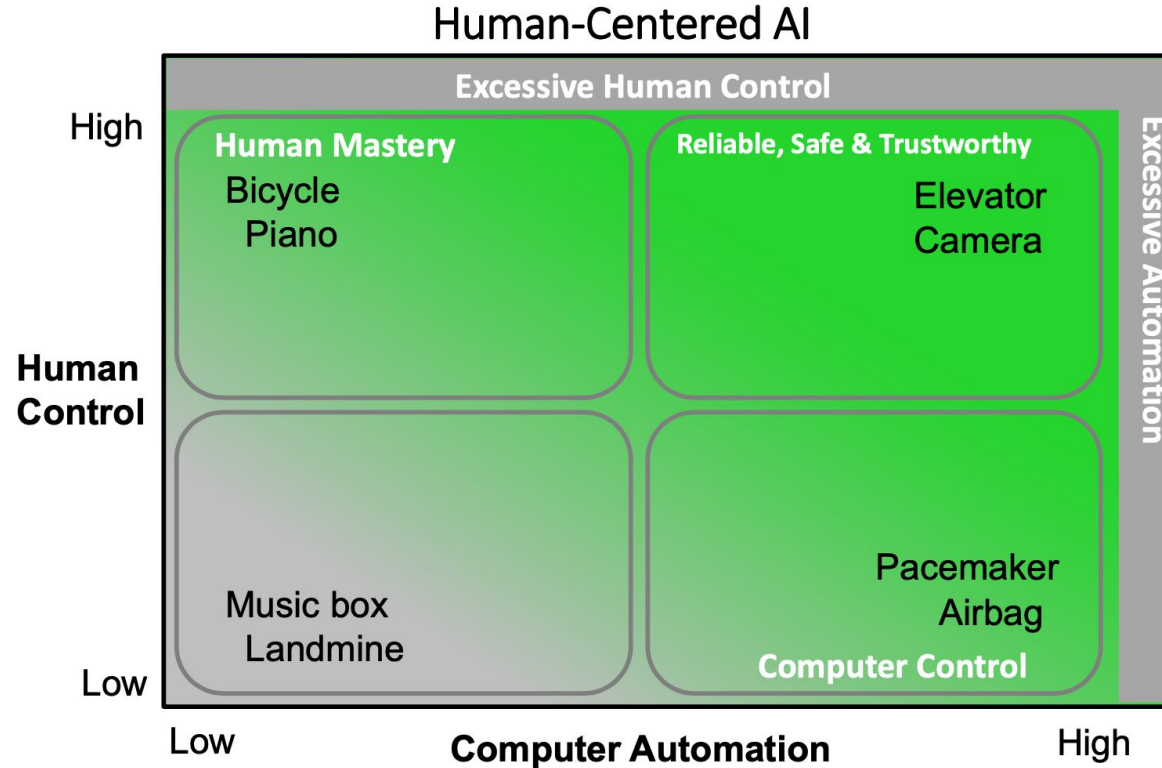 Human-Centered AI
Excessive Human Control
High
Human Mastery
Bicycle
Piano
Reliable, Safe & Trustworthy
Elevator
Camera
Excessive Automation
Human
Control
Music box
Landmine
Pacemaker
Airbag
Computer Control
Low
Low
Computer Automation
High